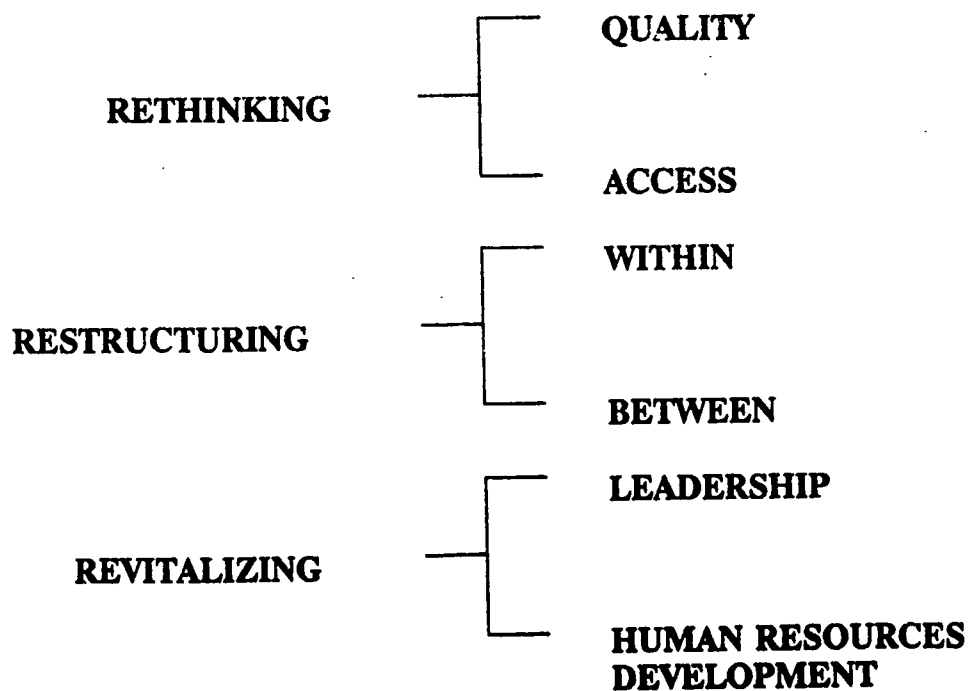 QUALITY
RETHINKING
ACCESS
WITHIN
RESTRUCTURING
BETWEEN
LEADERSHIP
REVITALIZING
HUMAN RESOURCES
DEVELOPMENT